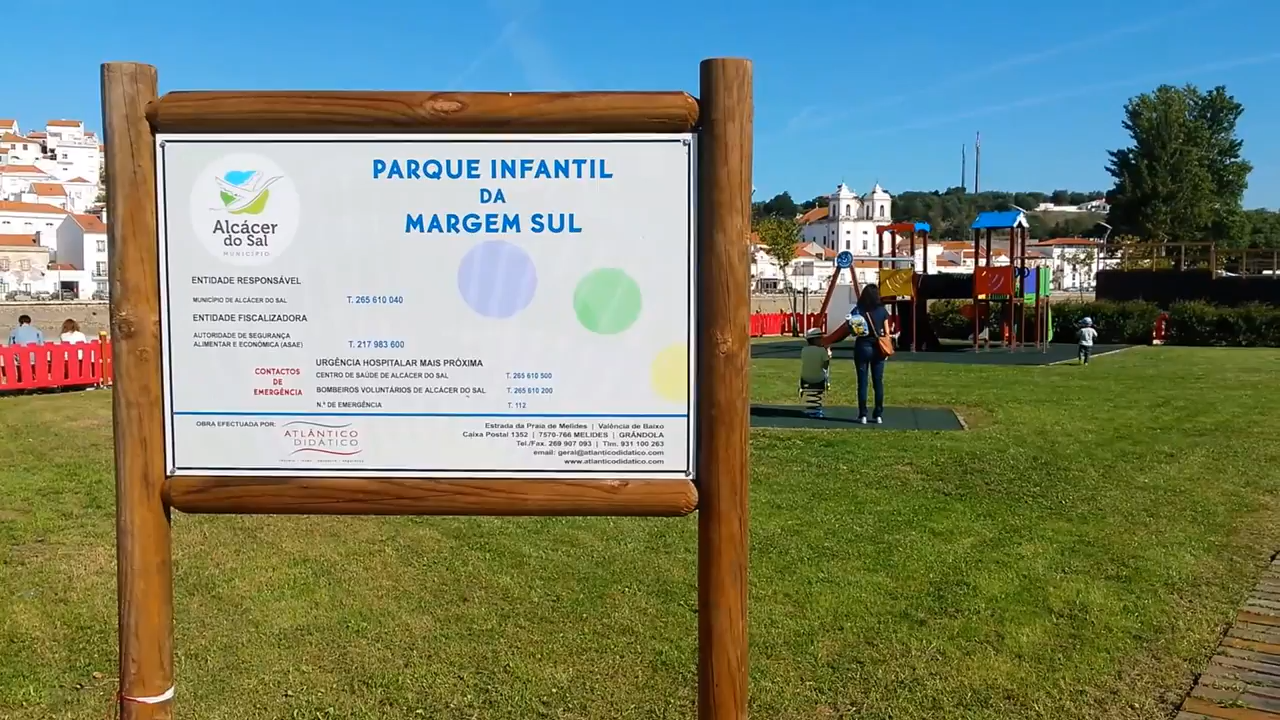 PARQUE INFANTIL
DA
MARGEM SUL
Alcácer
do Sal
MUNICÍPIO
ENTIDADE RESPONSÁVEL
MUNICÍPIO DE ALCÁCER DO SAL T. 265 610 040
ENTIDADE FISCALIZADORA
AUTORIDADE DE SEGURANÇA
ALIMENTAR E ECONÓMICA (ASAE) T. 217 983 600
CONTACTOS
DE
EMERGÊNCIA
URGÊNCIA HOSPITALAR MAIS PRÓXIMA
CENTRO DE SAÚDE DE ALCÁCER DO SAL T. 265 610 500
BOMBEIROS VOLUNTÁRIOS DE ALCÁCER DO SAL T. 265 610 200
N.º DE EMERGÊNCIA T. 112
OBRA EFECTUADA POR:
ATLÂNTICO
DIDÁTICO
Estrada da Praia de Melides | Valência de Baixo
Caixa Postal 1352 | 7570-766 MELIDES | GRÂNDOLA
Tel./Fax. 269 907 093 | Tlm. 931 100 263
email: geral@atlanticodidatico.com
www.atlanticodidatico.com